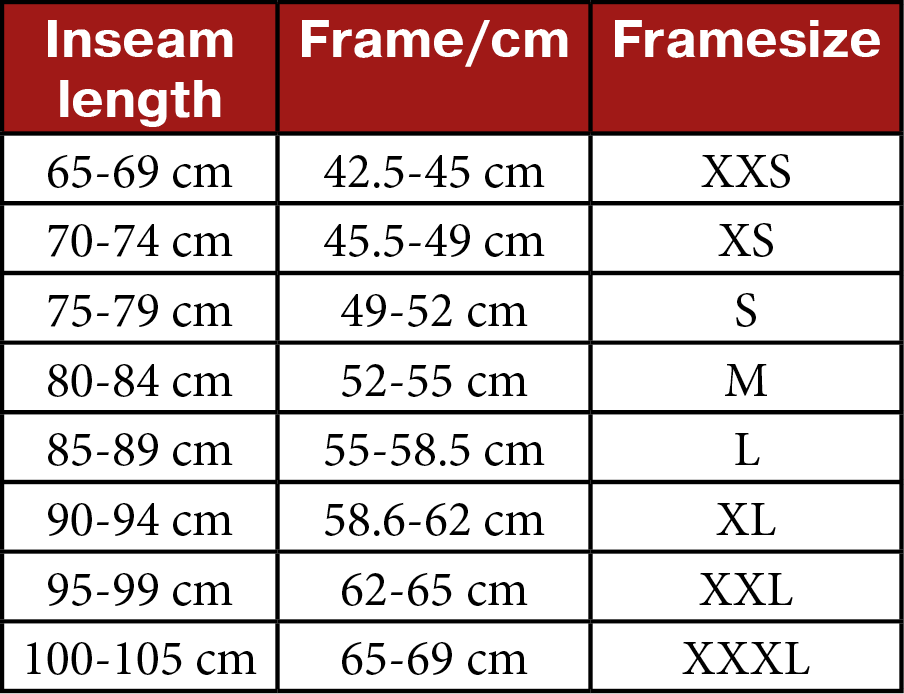 Inseam length Frame/cm Framesize
65-69 cm 42.5-45 cm XXS
70-74 cm 45.5-49 cm XS
75-79 cm 49-52 cm S
80-84 cm 52-55 cm M
85-89 cm 55-58.5 cm L
90-94 cm 58.6-62 cm XL
95-99 cm 62-65 cm XXL
100-105 cm 65-69 cm XXXL